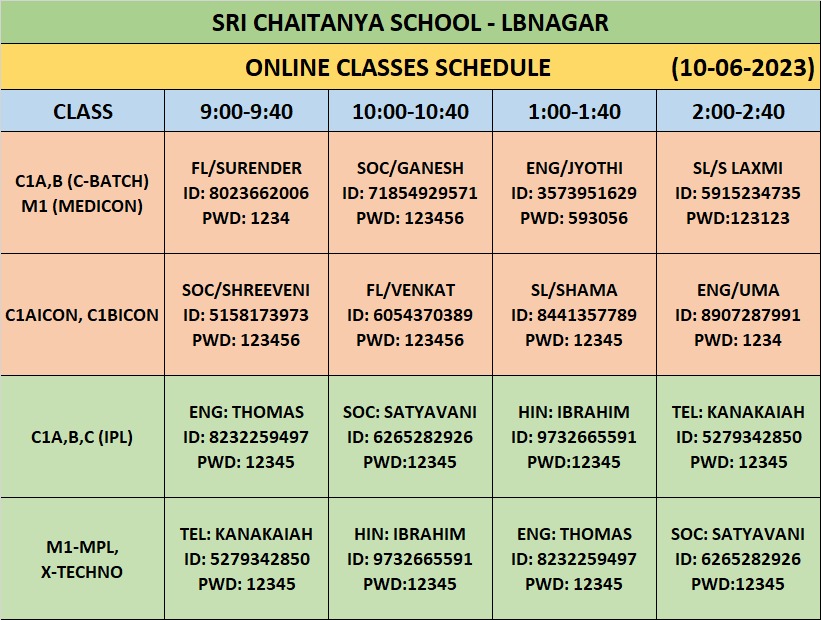 SRI CHAITANYA SCHOOL - LBNAGAR
ONLINE CLASSES SCHEDULE (10-06-2023)
CLASS 9:00-9:40 10:00-10:40 1:00-1:40 2:00-2:40
C1A,B (C-BATCH)
M1 (MEDICON)
FL/SURENDER
ID: 8023662006
PWD: 1234
SOC/GANESH
ID: 71854929571
PWD: 123456
ENG/JYOTHI
ID: 3573951629
PWD: 593056
SL/S LAXMI
ID: 5915234735
PWD:123123
C1AICON, C1BICON
SOC/SHREEVENI
ID: 5158173973
PWD: 123456
FL/VENKAT
ID: 6054370389
PWD: 123456
SL/SHAMA
ID: 8441357789
PWD: 12345
ENG/UMA
ID: 8907287991
PWD: 1234
C1A,B,C (IPL)
ENG: THOMAS
ID: 8232259497
PWD: 12345
SOC: SATYAVANI
ID: 6265282926
PWD:12345
HIN: IBRAHIM
ID: 9732665591
PWD:12345
TEL: KANAKAIAH
ID: 5279342850
PWD: 12345
M1-MPL,
X-TECHNO
TEL: KANAKAIAH
ID: 5279342850
PWD: 12345
HIN: IBRAHIM
ID: 9732665591
PWD:12345
ENG: THOMAS
ID: 8232259497
PWD: 12345
SOC: SATYAVANI
ID: 6265282926
PWD:12345